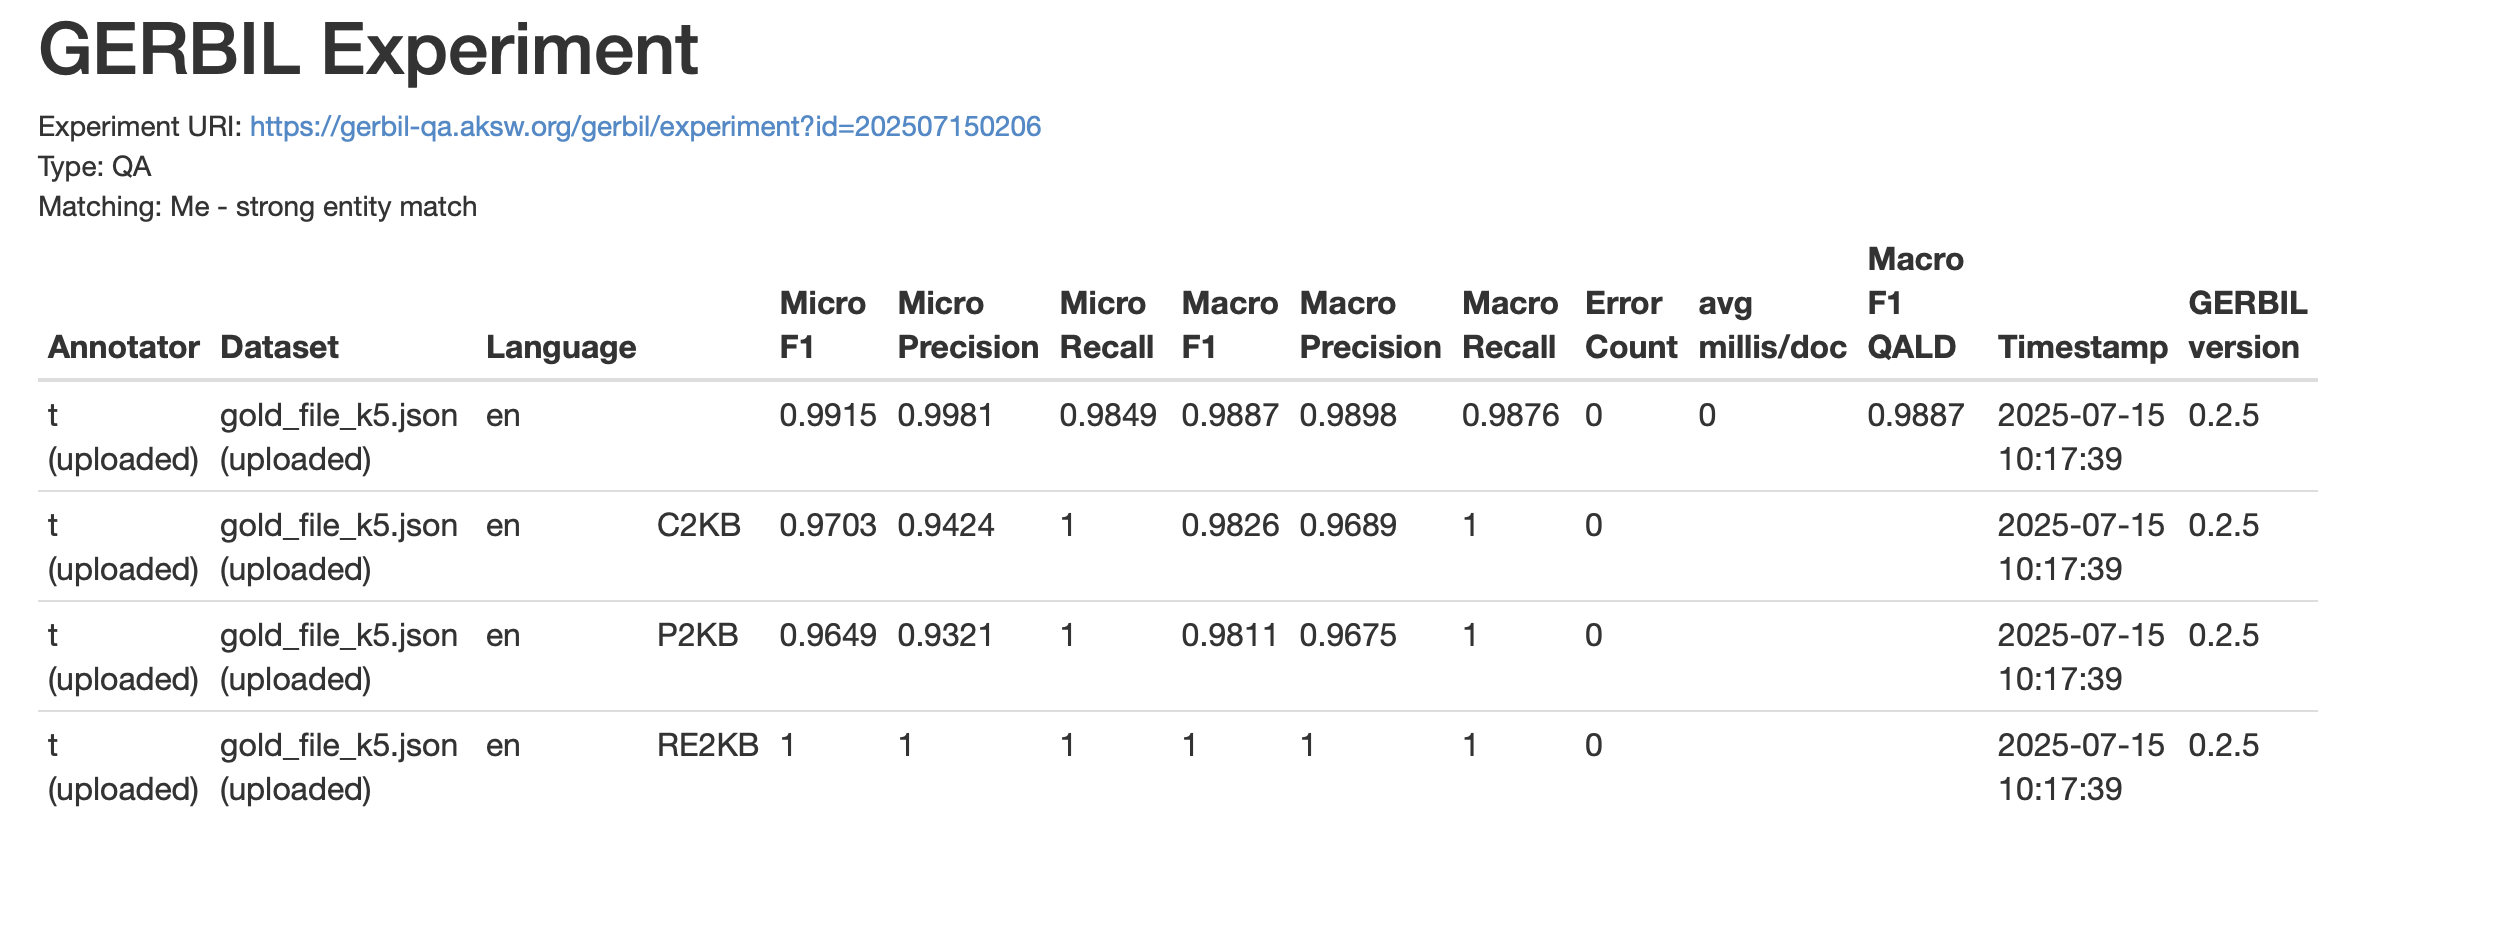 GERBIL Experiment
Experiment URI: https://gerbil-qa.aksw.org/gerbil/experiment?id=202507150206
Type: QA
Matching: Me - strong entity match
Macro
Micro Micro Micro Macro Macro Macro Error avg F1 GERBIL
Annotator Dataset Language F1 Precision Recall F1 Precision Recall Count millis/doc QALD Timestamp version
t gold_file_k5.json en 0.9915 0.9981 0.9849 0.9887 0.9898 0.9876 0 0 0.9887 2025-07-15 0.2.5
(uploaded) (uploaded) 10:17:39
t gold_file_k5.json en C2KB 0.9703 0.9424 1 0.9826 0.9689 1 0 2025-07-15 0.2.5
(uploaded) (uploaded) 10:17:39
t gold_file_k5.json en P2KB 0.9649 0.9321 1 0.9811 0.9675 1 0 2025-07-15 0.2.5
(uploaded) (uploaded) 10:17:39
t gold_file_k5.json en RE2KB 1 1 1 1 1 1 0 2025-07-15 0.2.5
(uploaded) (uploaded) 10:17:39